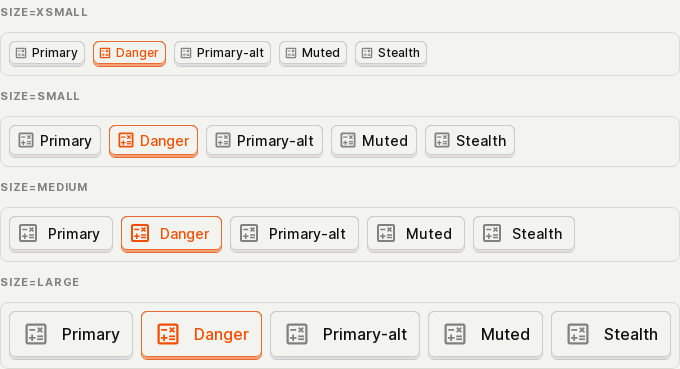 SIZE=XSMALL
Primary Danger Primary-alt Muted Stealth
SIZE=SMALL
Primary Danger Primary-alt Muted Stealth
SIZE=MEDIUM
Primary Danger Primary-alt Muted Stealth
SIZE=LARGE
Primary Danger Primary-alt Muted Stealth